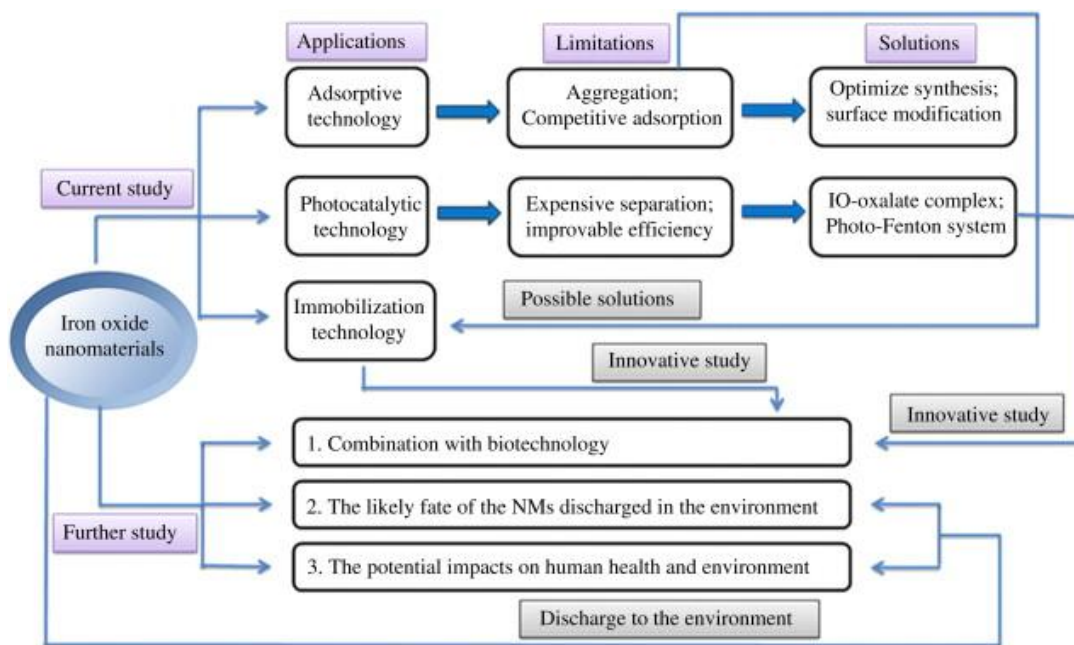 Applications
Limitations
Solutions
Adsorptive
technology
Aggregation;
Competitive adsorption
Optimize synthesis;
surface modification
Current study
Photocatalytic
technology
Expensive separation;
improvable efficiency
IO-oxalate complex;
Photo-Fenton system
Iron oxide
nanomaterials
Immobilization
technology
Possible solutions
Innovative study
Innovative study
1. Combination with biotechnology
2. The likely fate of the NMs discharged in the environment
Further study
3. The potential impacts on human health and environment
Discharge to the environment